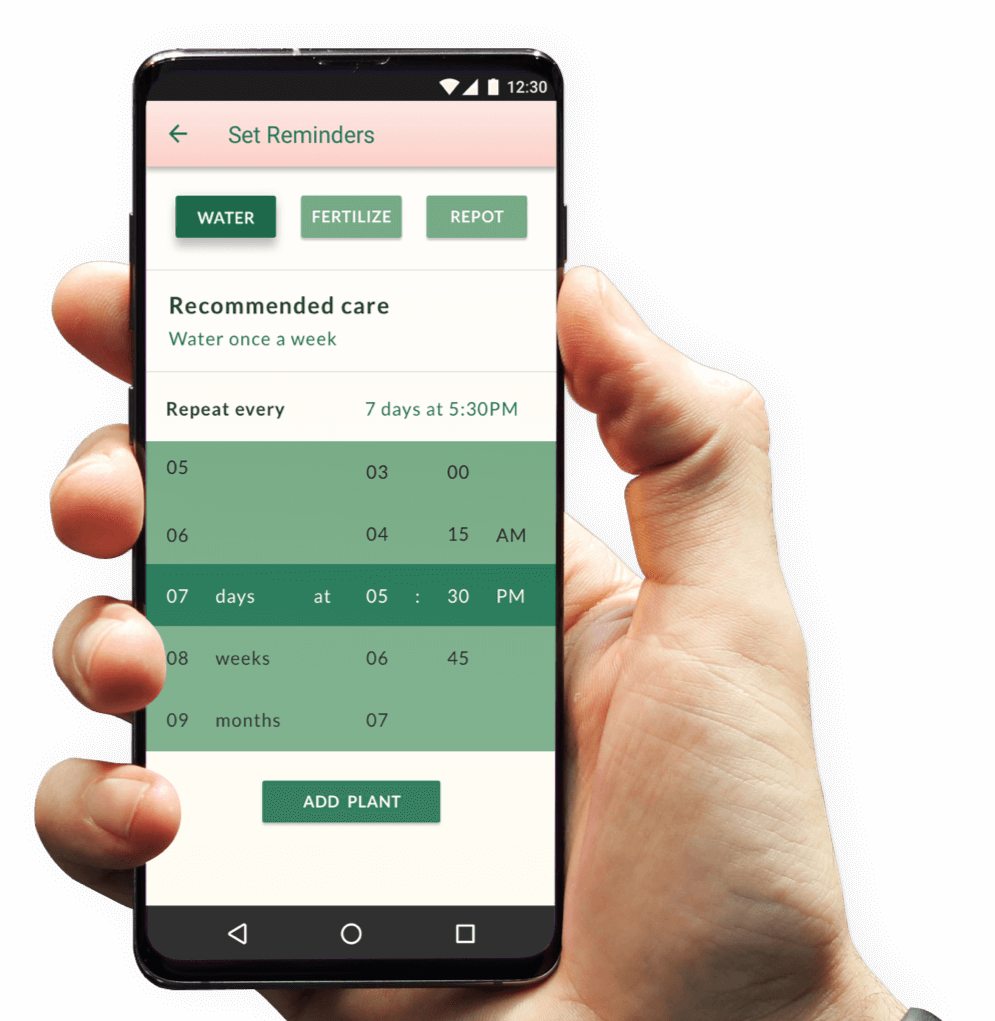 12:30
Set Reminders
WATER FERTILIZE REPOT
Recommended care
Water once a week
Repeat every 7 days at 5:30PM
05 03 00
06 04 15 AM
07 days at 05 : 30 PM
08 weeks 06 45
09 months 07
ADD PLANT